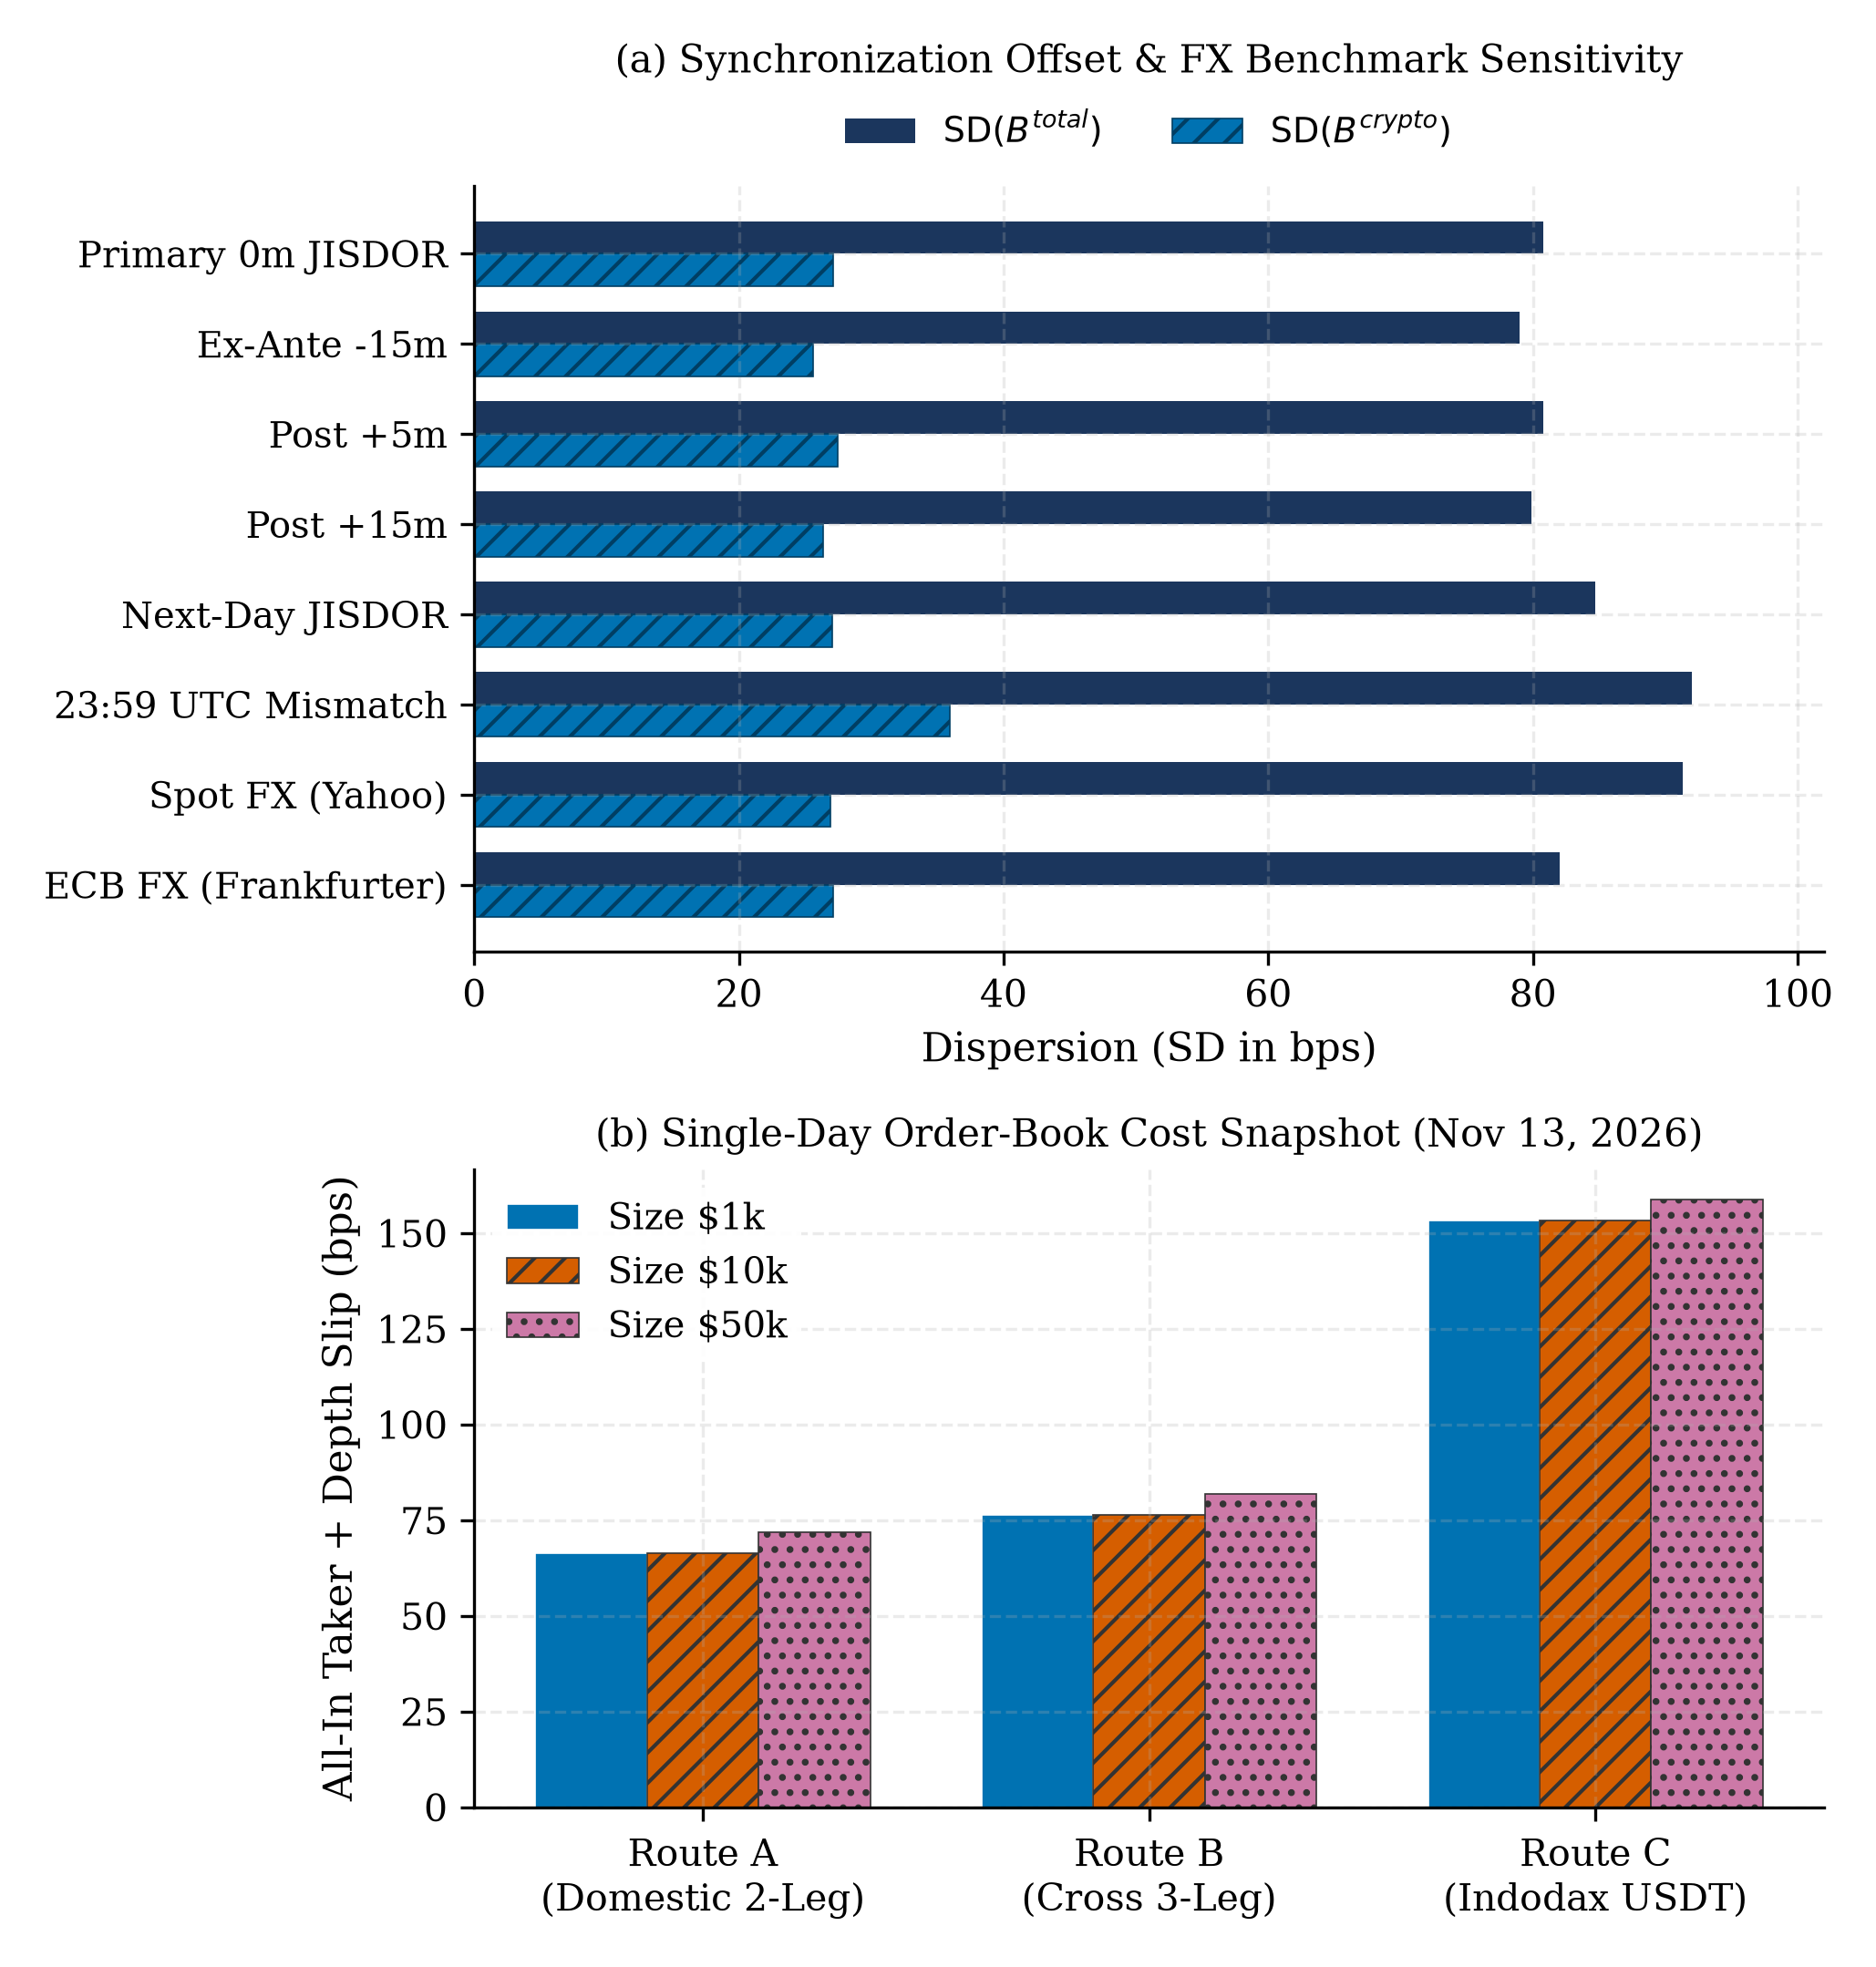 (a) Synchronization Offset & FX Benchmark Sensitivity
SD(B^total) SD(B^crypto)
Primary 0m JISDOR
Ex-Ante -15m
Post +5m
Post +15m
Next-Day JISDOR
23:59 UTC Mismatch
Spot FX (Yahoo)
ECB FX (Frankfurter)
0 20 40 60 80 100
Dispersion (SD in bps)
(b) Single-Day Order-Book Cost Snapshot (Nov 13, 2026)
All-In Taker + Depth Slip (bps)
150
125
100
75
50
25
0
Size $1k
Size $10k
Size $50k
Route A
(Domestic 2-Leg)
Route B
(Cross 3-Leg)
Route C
(Indodax USDT)